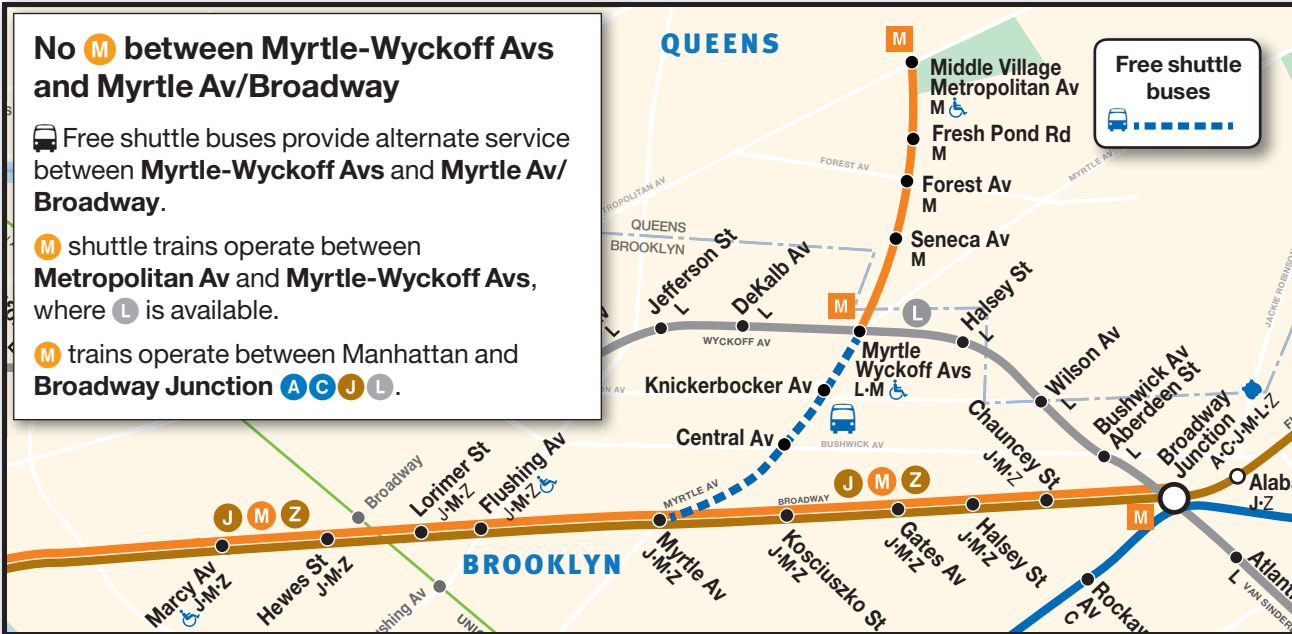 No M between Myrtle-Wyckoff Avs
and Myrtle Av/Broadway
Free shuttle buses provide alternate service
between Myrtle-Wyckoff Avs and Myrtle Av/
Broadway.
M shuttle trains operate between
Metropolitan Av and Myrtle-Wyckoff Avs,
where L is available.
M trains operate between Manhattan and
Broadway Junction A C J L.
QUEENS
M
Middle Village
Metropolitan Av
M
Free shuttle
buses
Fresh Pond Rd
M
FOREST AV
MYRTLE AV
Forest Av
M
QUEENS
BROOKLYN
Seneca Av
M
JACKIE ROBINSON
Jefferson St
L
DeKalb Av
L
WYCKOFF AV
M
L
Halsey St
L
Myrtle
Wyckoff Avs
L·M
Wilson Av
L
Knickerbocker Av
Central Av
BUSHWICK AV
Bushwick Av
Aberdeen St
L
Broadway
Junction
A·C·J·M·L·Z
Chauncey St
J·M·Z
J·Z
Broadway
Lorimer St
J·M·Z
Flushing Av
J·M·Z
MYRTLE AV
BROADWAY
J M Z
J M Z
M
Marcy Av
J·M·Z
Hewes St
J·M·Z
BROOKLYN
Myrtle Av
J·M·Z
Kosciuszko St
J·M·Z
Gates Av
J·M·Z
Halsey St
J·M·Z
Av
C
L